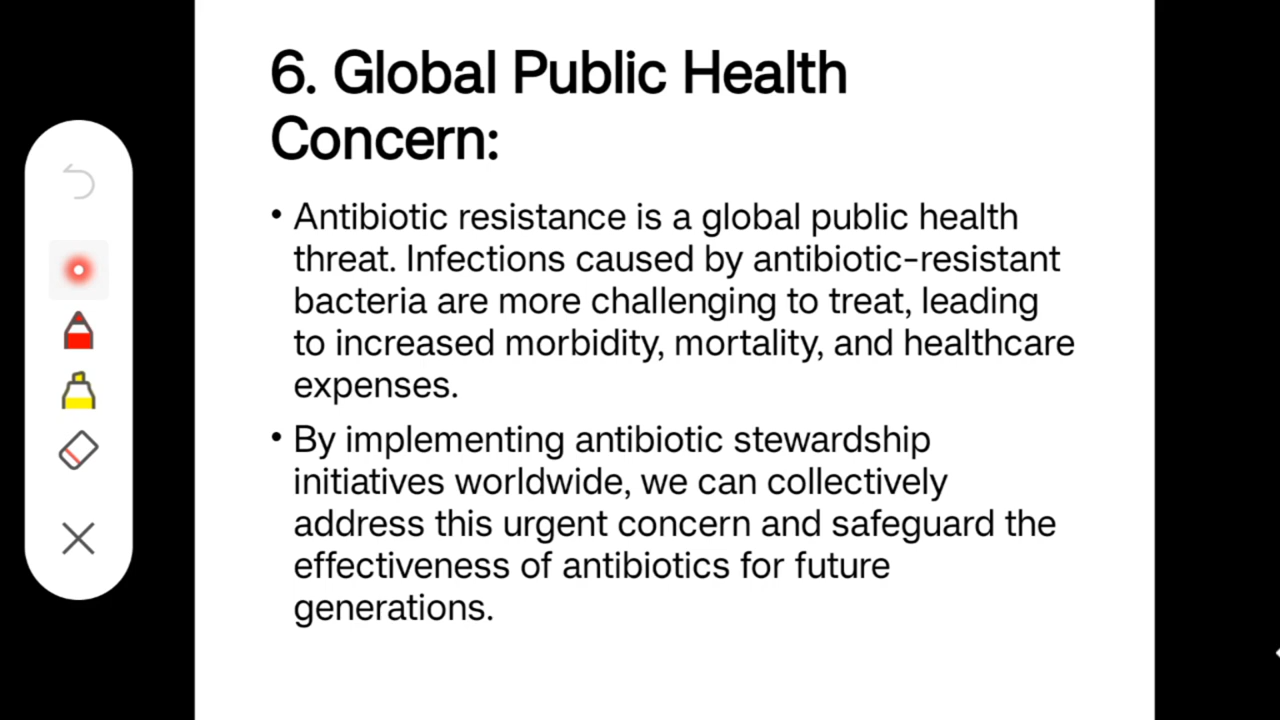 6. Global Public Health
Concern:
• Antibiotic resistance is a global public health
threat. Infections caused by antibiotic-resistant
bacteria are more challenging to treat, leading
to increased morbidity, mortality, and healthcare
expenses.
• By implementing antibiotic stewardship
initiatives worldwide, we can collectively
address this urgent concern and safeguard the
effectiveness of antibiotics for future
generations.